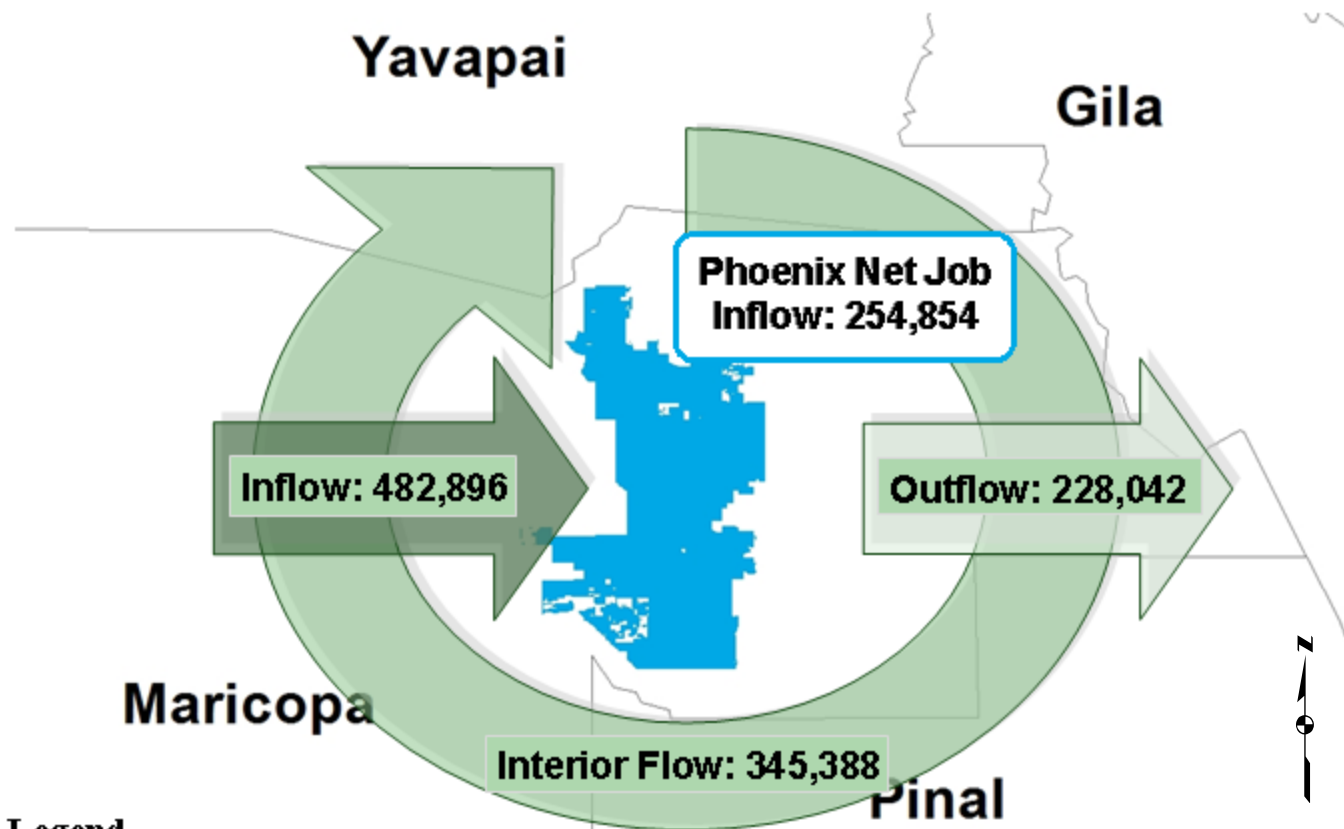 Yavapai
Gila
Phoenix Net Job
Inflow: 254,854
Inflow: 482,896
Outflow: 228,042
Maricopa
Interior Flow: 345,388
Pinal
N
Legend